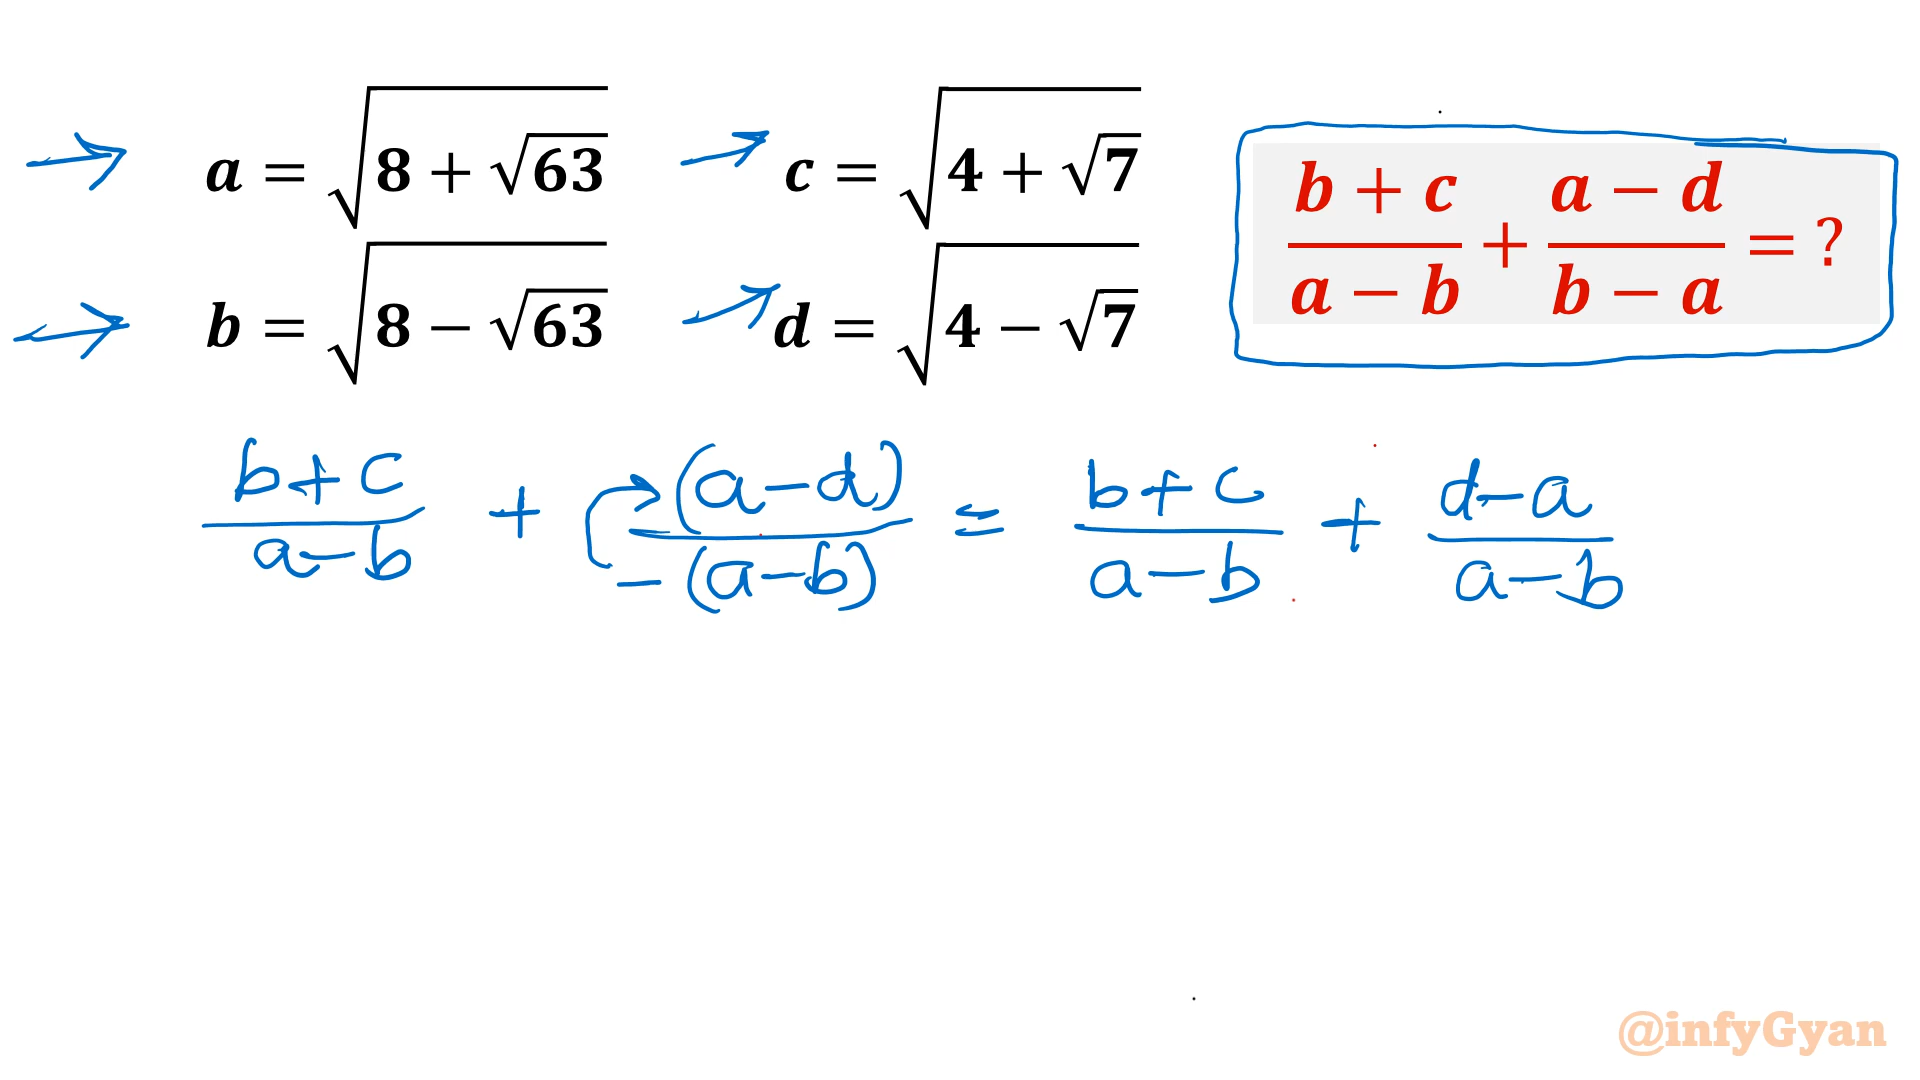 a = √(8 + √63)   c = √(4 + √7)
b = √(8 − √63)   d = √(4 − √7)
(b + c)/(a − b) + (a − d)/(b − a) = ?
(b+c)/(a−b) + (a−d)/−(a−b) = (b+c)/(a−b) + (d−a)/(a−b)
@infyGyan